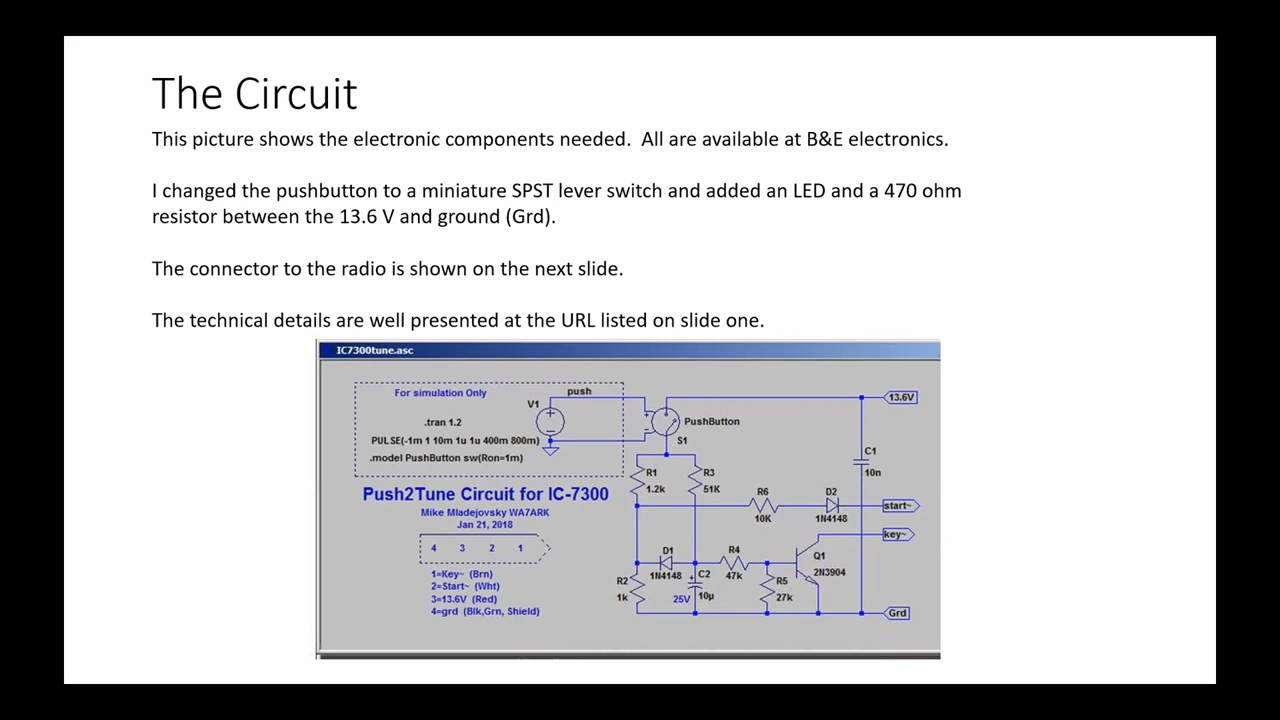 The Circuit
This picture shows the electronic components needed.  All are available at B&E electronics.
I changed the pushbutton to a miniature SPST lever switch and added an LED and a 470 ohm
resistor between the 13.6 V and ground (Grd).
The connector to the radio is shown on the next slide.
The technical details are well presented at the URL listed on slide one.
IC7300tune.asc
For simulation Only
push
V1
.tran 1.2
PULSE(-1m 1 10m 1u 1u 400m 800m)
.model PushButton sw(Ron=1m)
PushButton
S1
13.6V
C1
10n
R1
1.2k
R3
51K
R6
10K
D2
1N4148
start~
key~
Push2Tune Circuit for IC-7300
Mike Mladejovsky WA7ARK
Jan 21, 2018
4 3 2 1
1=Key~ (Brn)
2=Start~ (Wht)
3=13.6V (Red)
4=grd (Blk,Grn, Shield)
D1
1N4148
R2
1k
C2
10µ
25V
R4
47k
R5
27k
Q1
2N3904
Grd